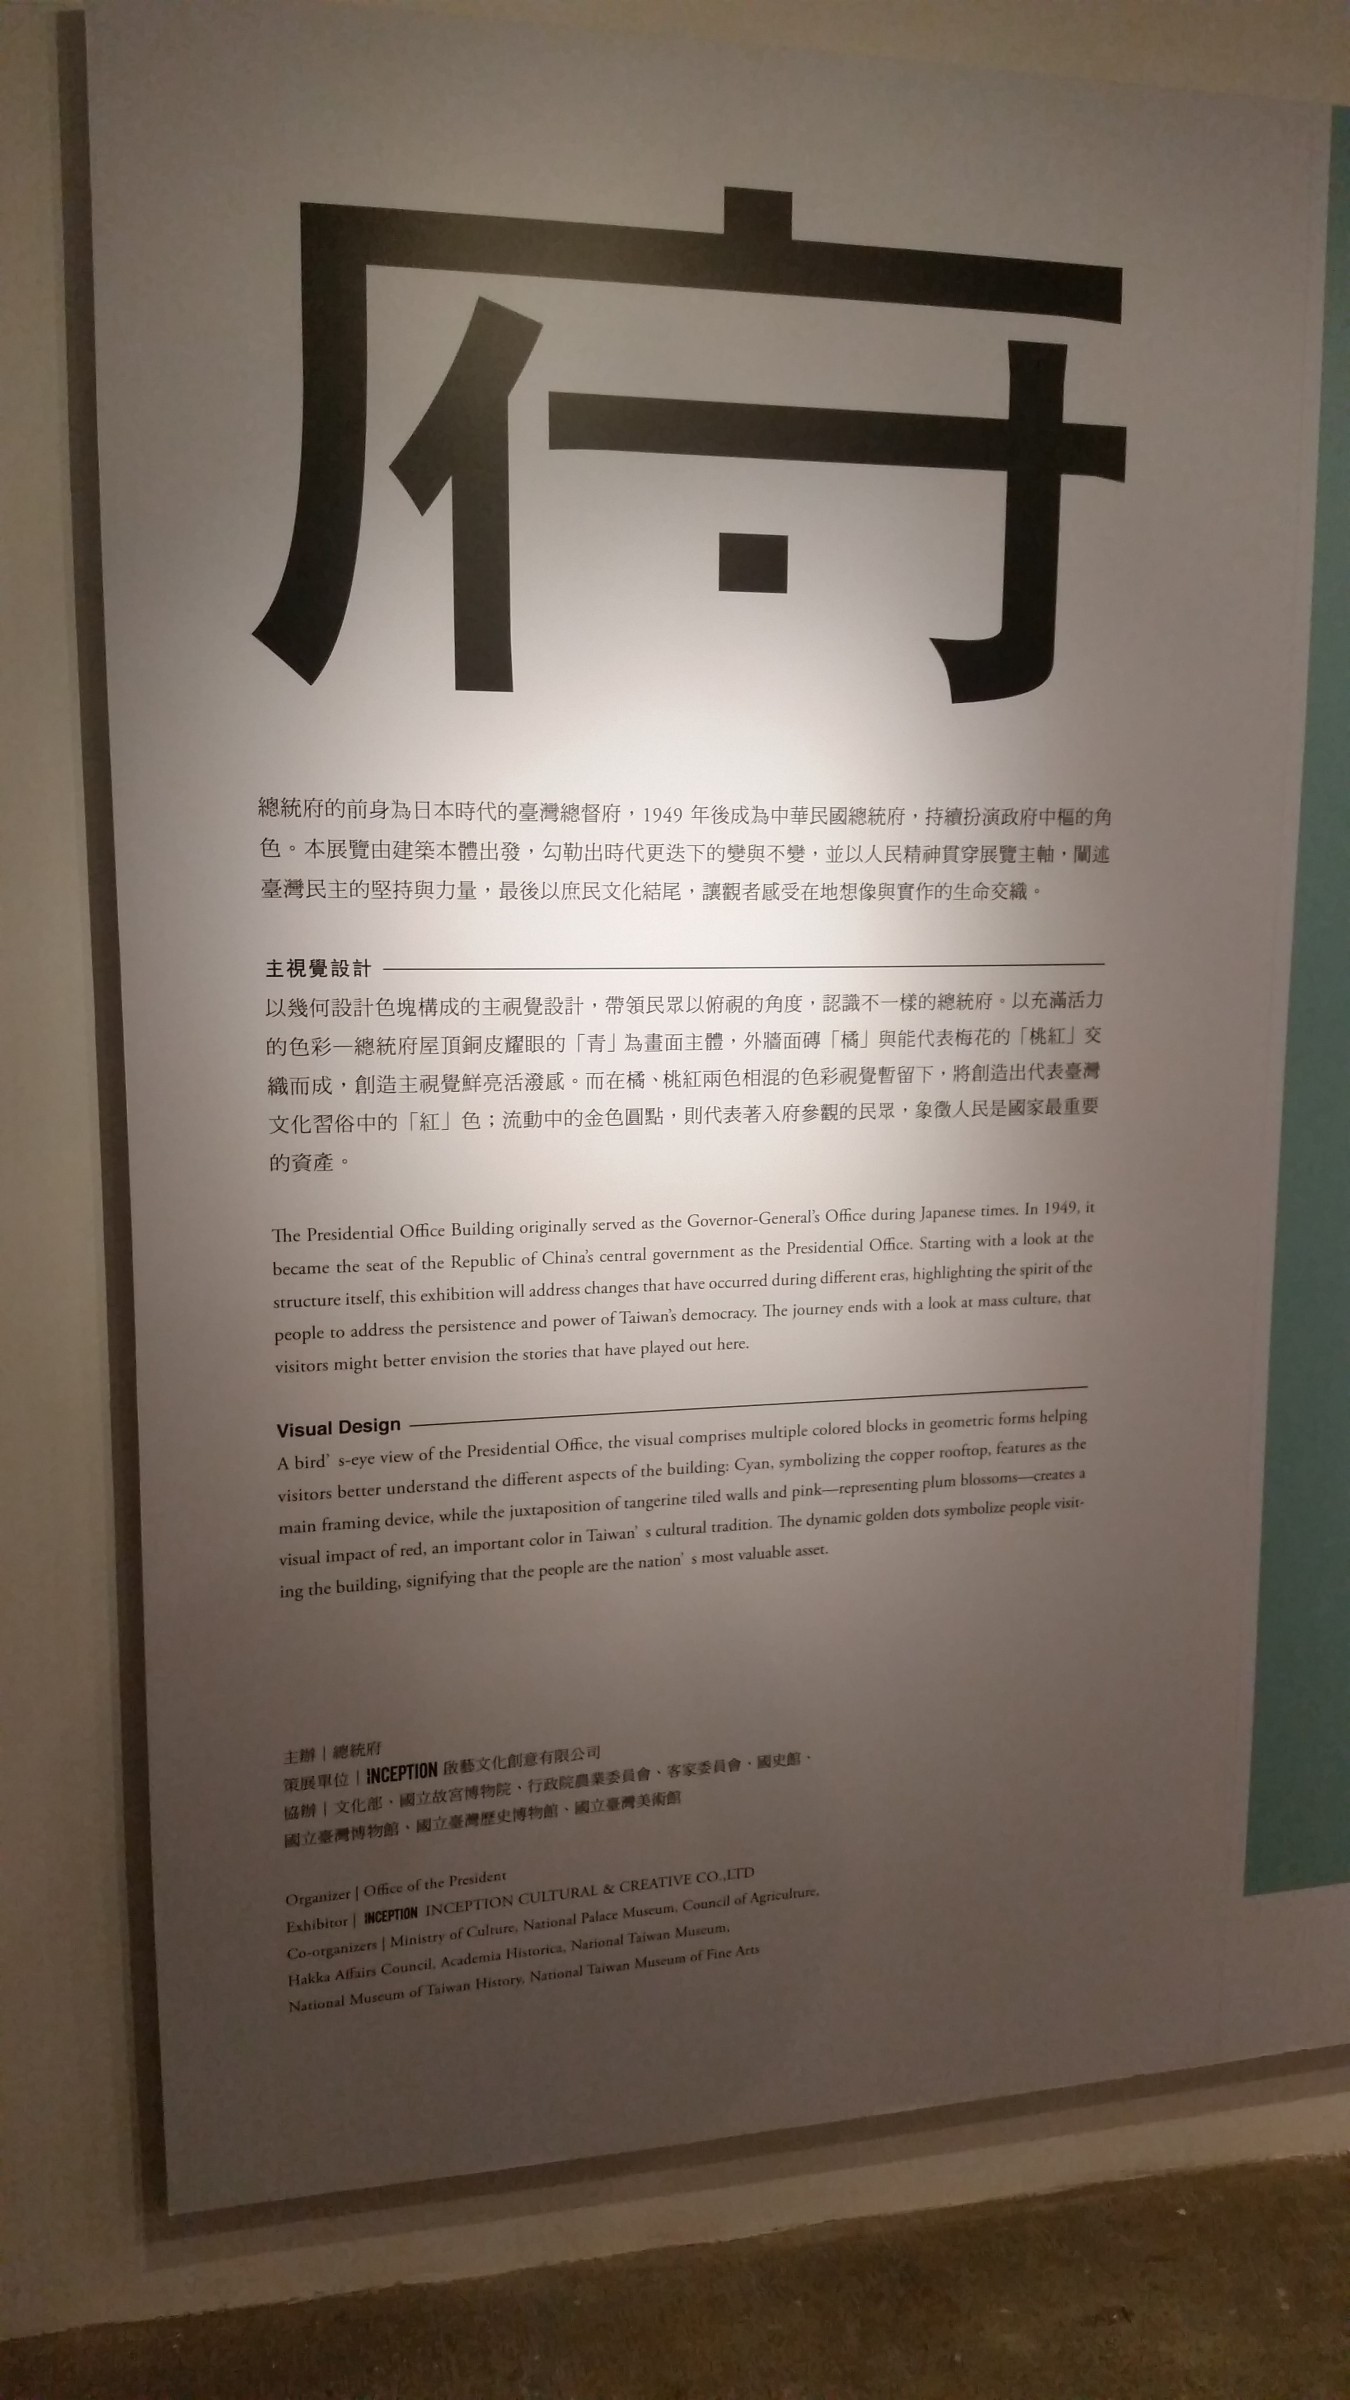 府
總統府的前身為日本時代的臺灣總督府，1949 年後成為中華民國總統府，持續扮演政府中樞的角
色。本展覽由建築本體出發，勾勒出時代更迭下的變與不變，並以人民精神貫穿展覽主軸，闡述
臺灣民主的堅持與力量，最後以庶民文化結尾，讓觀者感受在地想像與實作的生命交織。
主視覺設計
以幾何設計色塊構成的主視覺設計，帶領民眾以俯視的角度，認識不一樣的總統府。以充滿活力
的色彩—總統府屋頂銅皮耀眼的「青」為畫面主體，外牆面磚「橘」與能代表梅花的「桃紅」交
織而成，創造主視覺鮮亮活潑感。而在橘、桃紅兩色相混的色彩視覺暫留下，將創造出代表臺灣
文化習俗中的「紅」色；流動中的金色圓點，則代表著入府參觀的民眾，象徵人民是國家最重要
的資產。
The Presidential Office Building originally served as the Governor-General's Office during Japanese times. In 1949, it
became the seat of the Republic of China's central government as the Presidential Office. Starting with a look at the
structure itself, this exhibition will address changes that have occurred during different eras, highlighting the spirit of the
people to address the persistence and power of Taiwan's democracy. The journey ends with a look at mass culture, that
visitors might better envision the stories that have played out here.
Visual Design
A bird’ s-eye view of the Presidential Office, the visual comprises multiple colored blocks in geometric forms helping
visitors better understand the different aspects of the building: Cyan, symbolizing the copper rooftop, features as the
main framing device, while the juxtaposition of tangerine tiled walls and pink—representing plum blossoms—creates a
visual impact of red, an important color in Taiwan’ s cultural tradition. The dynamic golden dots symbolize people visit-
ing the building, signifying that the people are the nation’ s most valuable asset.
主辦｜總統府
策展單位｜INCEPTION 啟藝文化創意有限公司
協辦｜文化部、國立故宮博物院、行政院農業委員會、客家委員會、國史館、
國立臺灣博物館、國立臺灣歷史博物館、國立臺灣美術館
Organizer | Office of the President
Exhibitor | INCEPTION INCEPTION CULTURAL & CREATIVE CO.,LTD
Co-organizers | Ministry of Culture, National Palace Museum, Council of Agriculture,
Hakka Affairs Council, Academia Historica, National Taiwan Museum,
National Museum of Taiwan History, National Taiwan Museum of Fine Arts